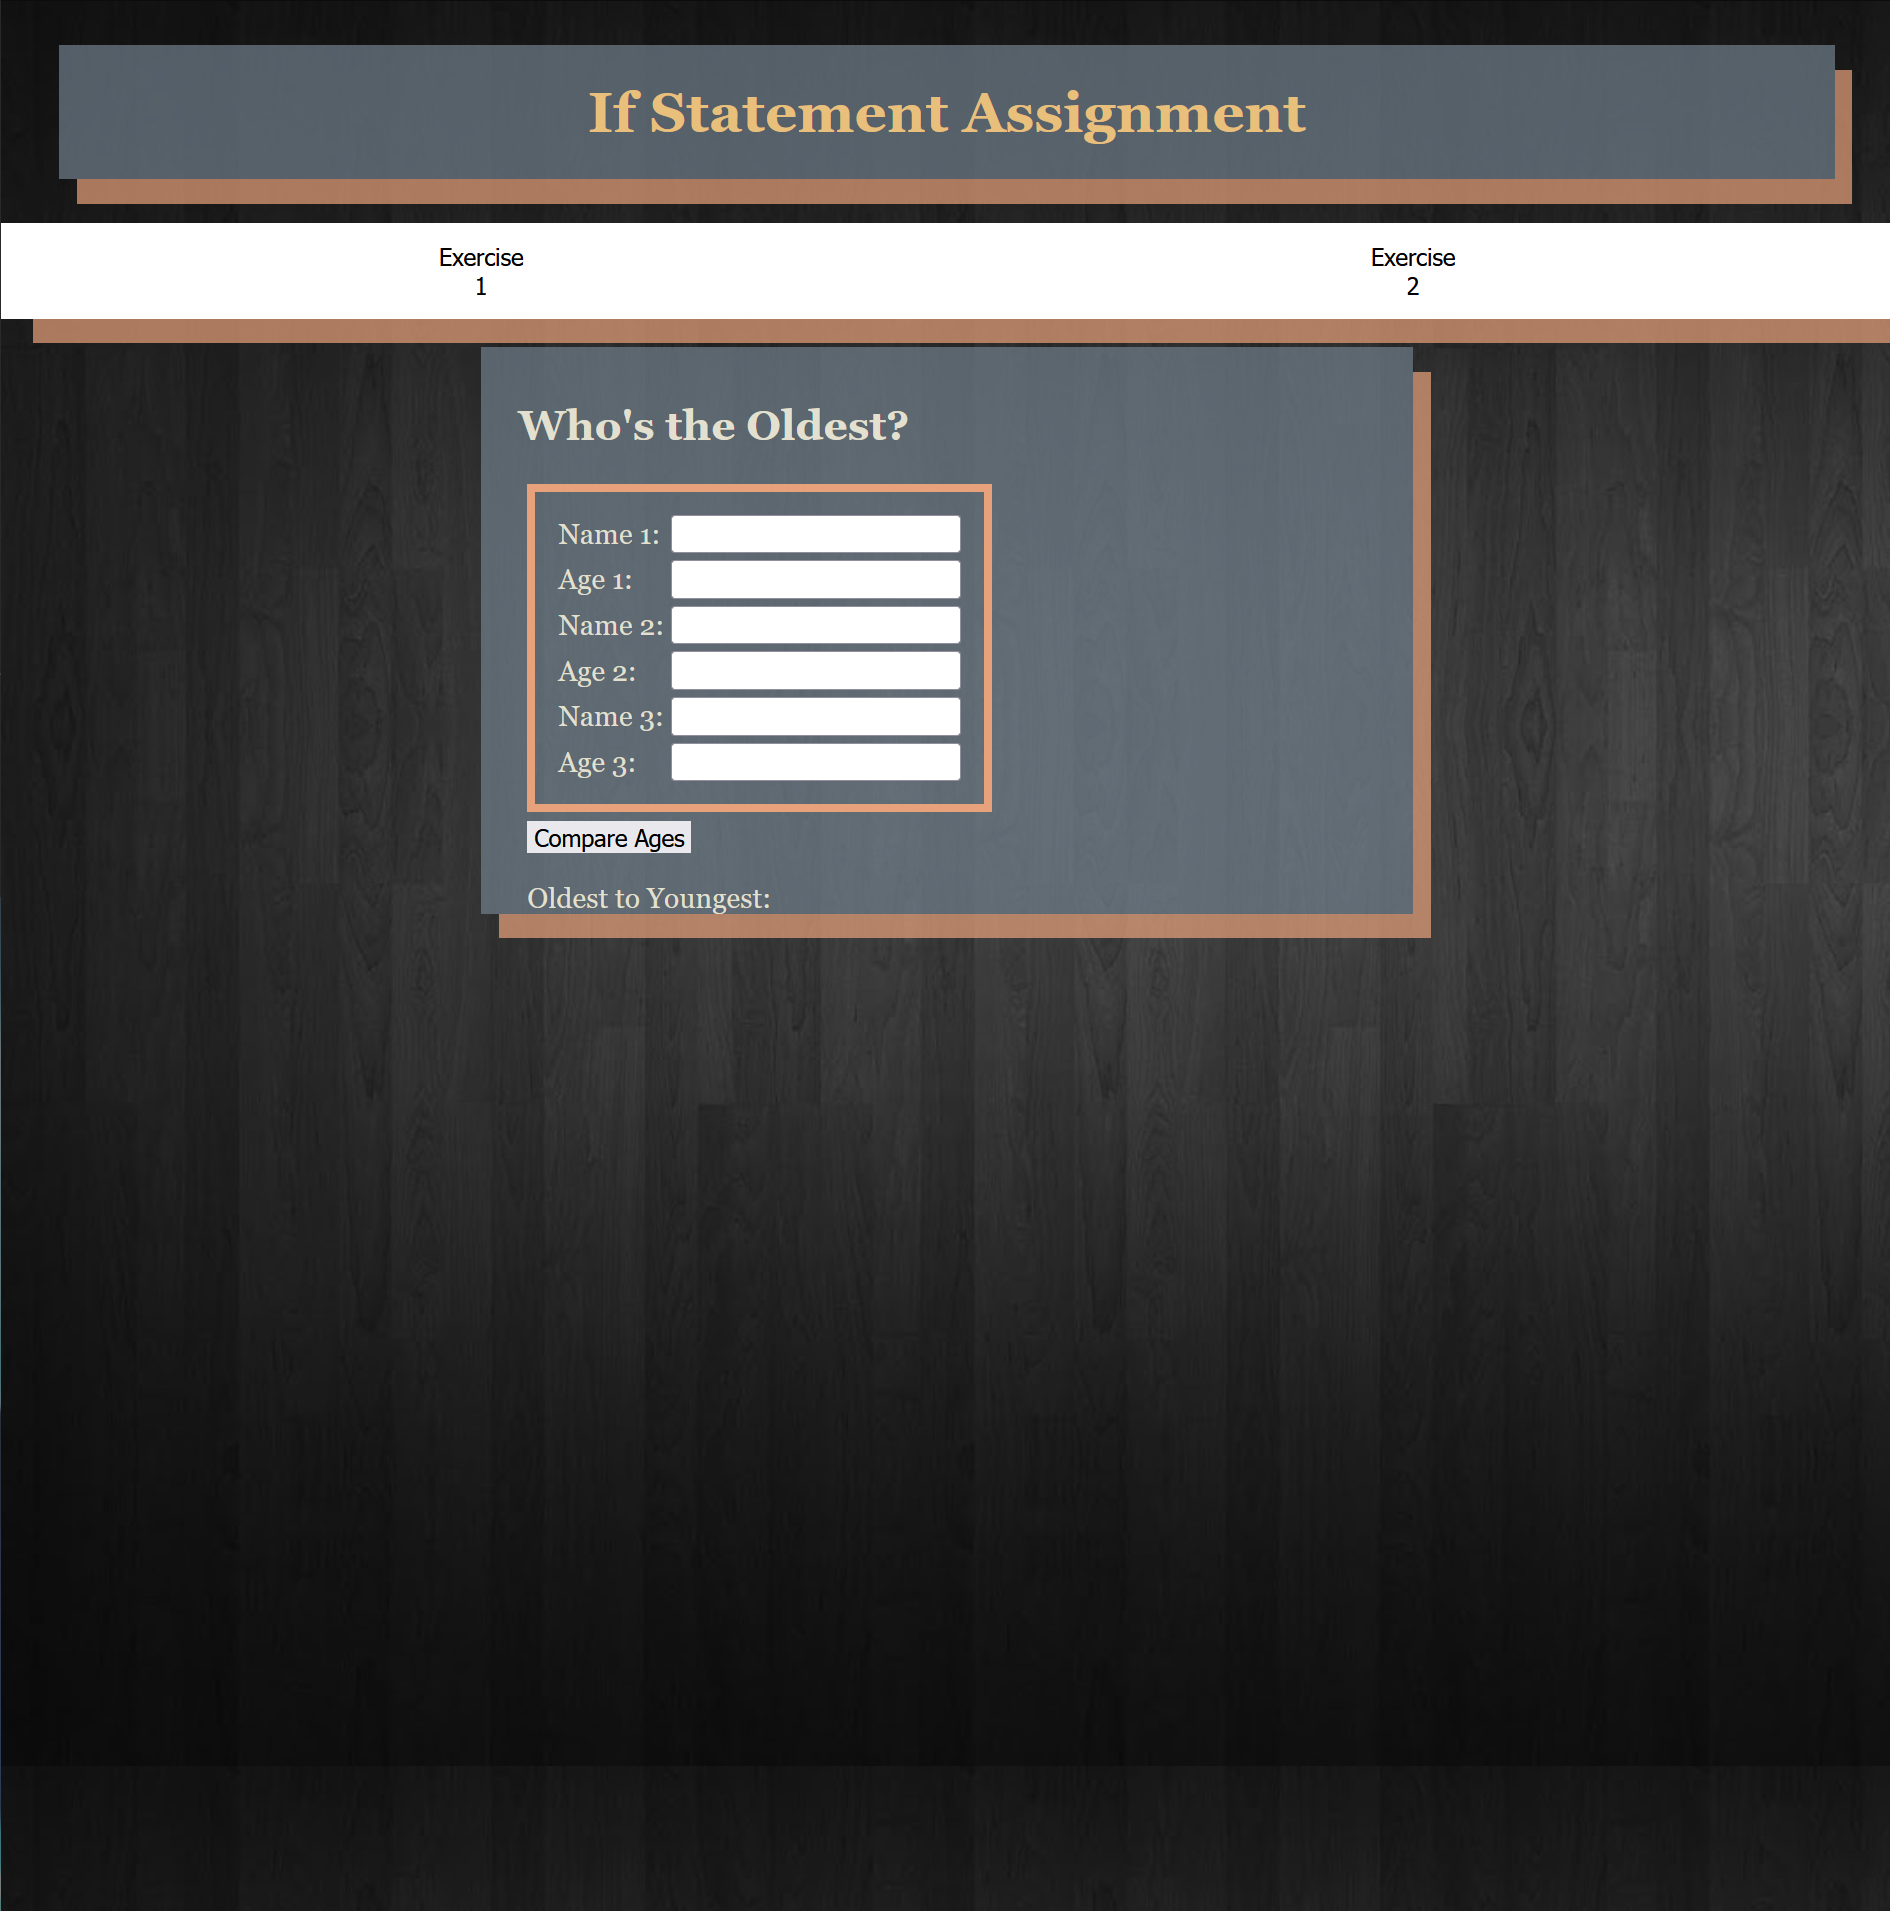 If Statement Assignment
Exercise
1
Exercise
2
Who's the Oldest?
Name 1:
Age 1:
Name 2:
Age 2:
Name 3:
Age 3:
Compare Ages
Oldest to Youngest: